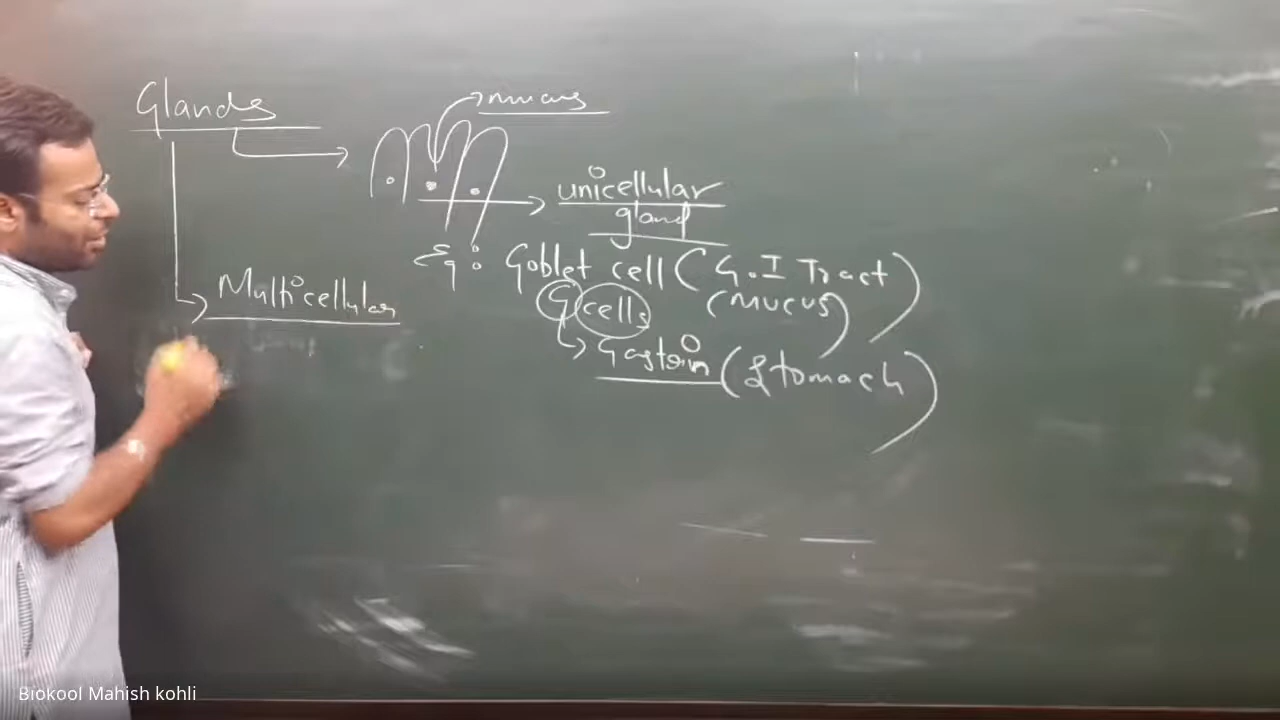 Glands
mucus
unicellular
gland
Eg: Goblet cell (G.I Tract)
(mucus)
G cells
Gastrin (Stomach)
Multicellular
Biokool Mahish kohli